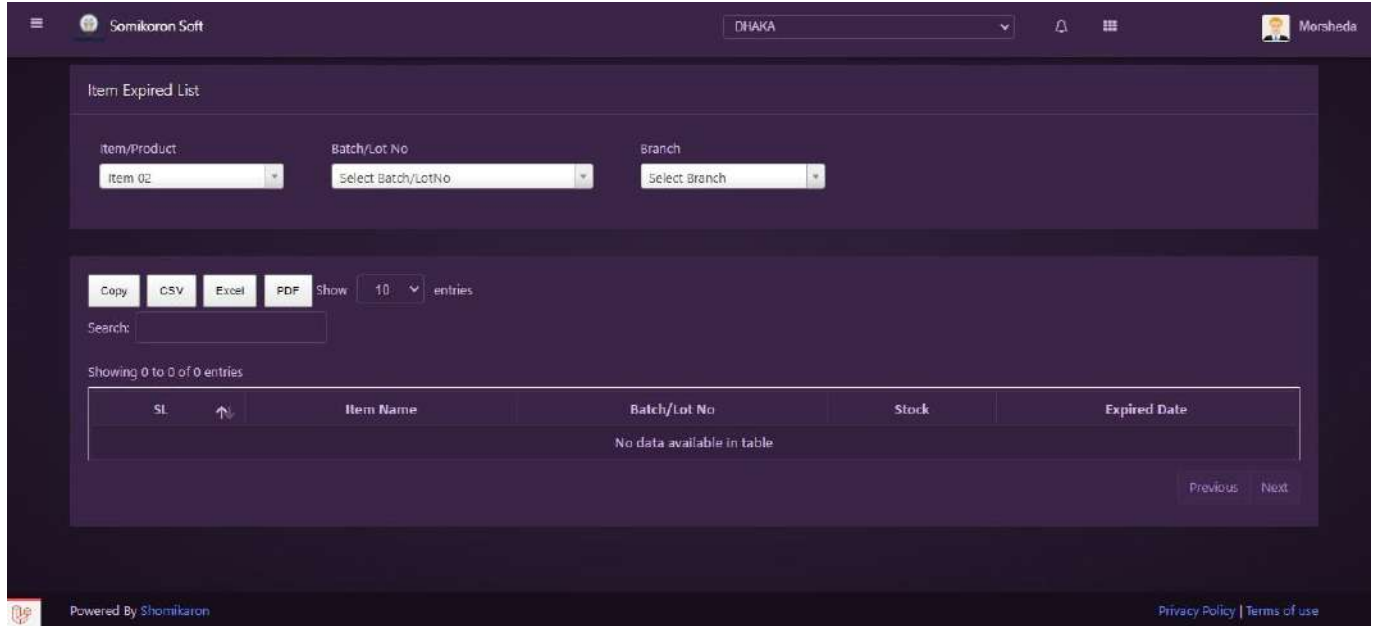 Somikoron Soft DHAKA Morsheda
Item Expired List
Item/Product Batch/Lot No Branch
Item 02 Select Batch/LotNo Select Branch
Copy CSV Excel PDF Show 10 entries
Search:
Showing 0 to 0 of 0 entries
SL Item Name Batch/Lot No Stock Expired Date
No data available in table
Previous Next
Powered By Shomikaron Privacy Policy | Terms of use